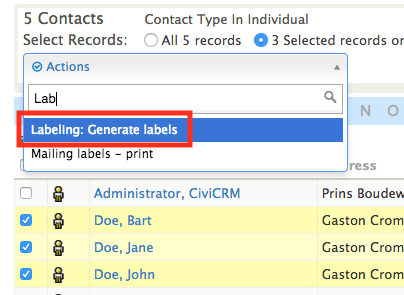 5 Contacts Contact Type In Individual
Select Records: All 5 records 3 Selected records on
Actions
Lab
Labeling: Generate labels
Mailing labels - print
N O
ress
Administrator, CiviCRM Prins Boudew
Doe, Bart Gaston Crom
Doe, Jane Gaston Crom
Doe, John Gaston Crom